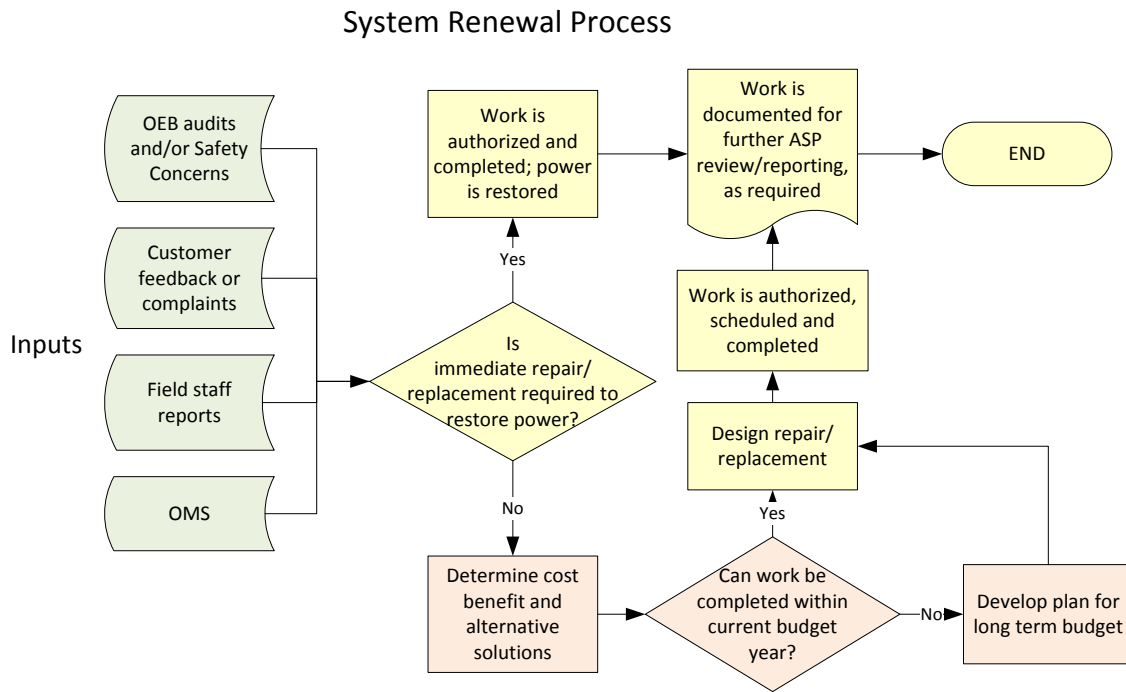 System Renewal Process
Inputs
OEB audits
and/or Safety
Concerns
Customer
feedback or
complaints
Field staff
reports
OMS
Is
immediate repair/
replacement required to
restore power?
Yes
Work is
authorized and
completed; power
is restored
Work is
documented for
further ASP
review/reporting,
as required
END
No
Determine cost
benefit and
alternative
solutions
Can work be
completed within
current budget
year?
Yes
Design repair/
replacement
Work is authorized,
scheduled and
completed
No
Develop plan for
long term budget